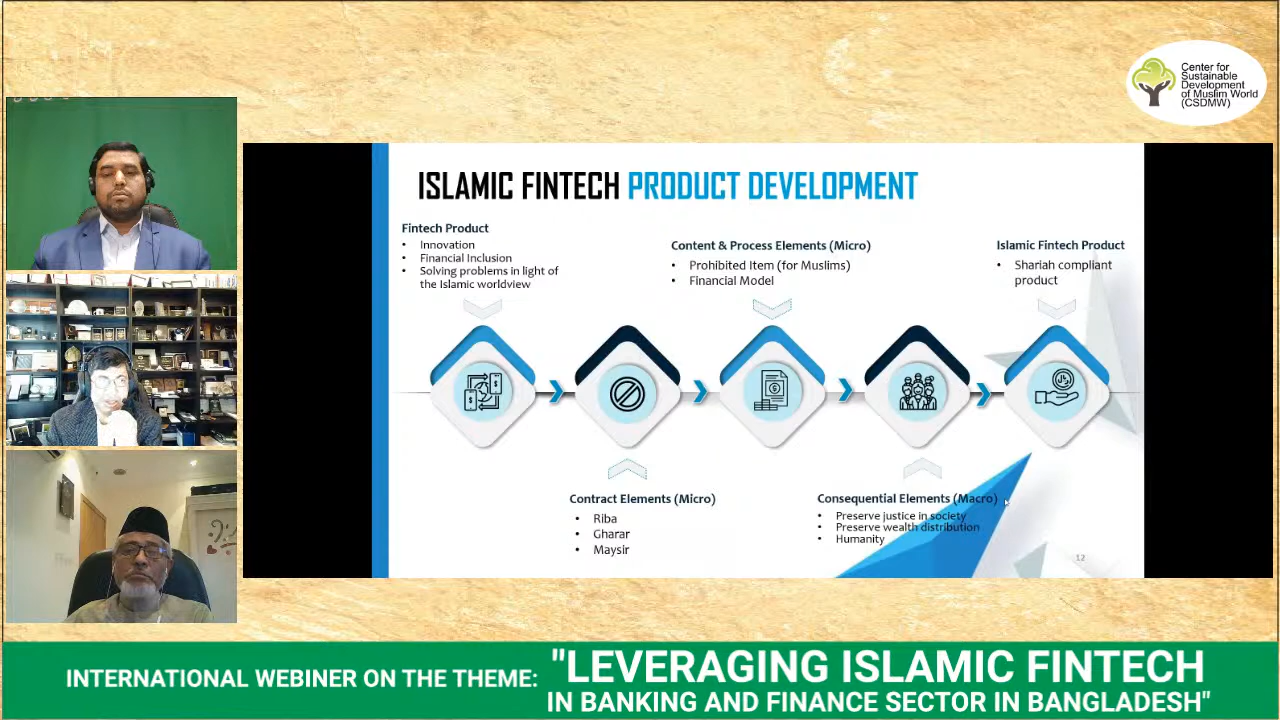 Center for
Sustainable
Development
of Muslim World
(CSDMW)
ISLAMIC FINTECH PRODUCT DEVELOPMENT
Fintech Product
• Innovation
• Financial Inclusion
• Solving problems in light of
the Islamic worldview
Content & Process Elements (Micro)
• Prohibited Item (for Muslims)
• Financial Model
Islamic Fintech Product
• Shariah compliant
product
Contract Elements (Micro)
• Riba
• Gharar
• Maysir
Consequential Elements (Macro)
• Preserve justice in society
• Preserve wealth distribution
• Humanity
12
INTERNATIONAL WEBINER ON THE THEME: "LEVERAGING ISLAMIC FINTECH
IN BANKING AND FINANCE SECTOR IN BANGLADESH"